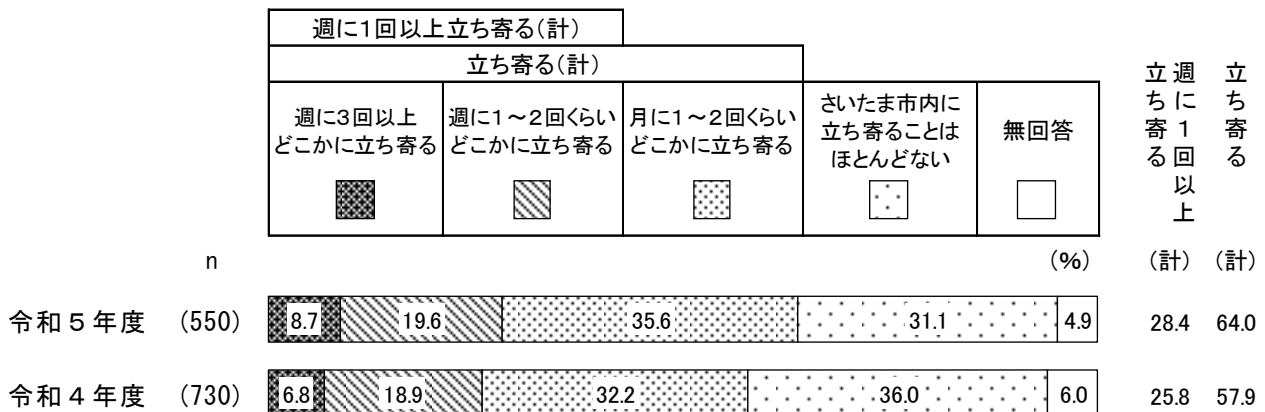 週に1回以上立ち寄る(計)
立ち寄る(計)
週に3回以上
どこかに立ち寄る
週に1～2回くらい
どこかに立ち寄る
月に1～2回くらい
どこかに立ち寄る
さいたま市内に
立ち寄ることは
ほとんどない
無回答
週に1回以上
立ち寄る
立ち寄る
n
(%)
(計)
(計)
令和5年度 (550) 8.7 19.6 35.6 31.1 4.9 28.4 64.0
令和4年度 (730) 6.8 18.9 32.2 36.0 6.0 25.8 57.9